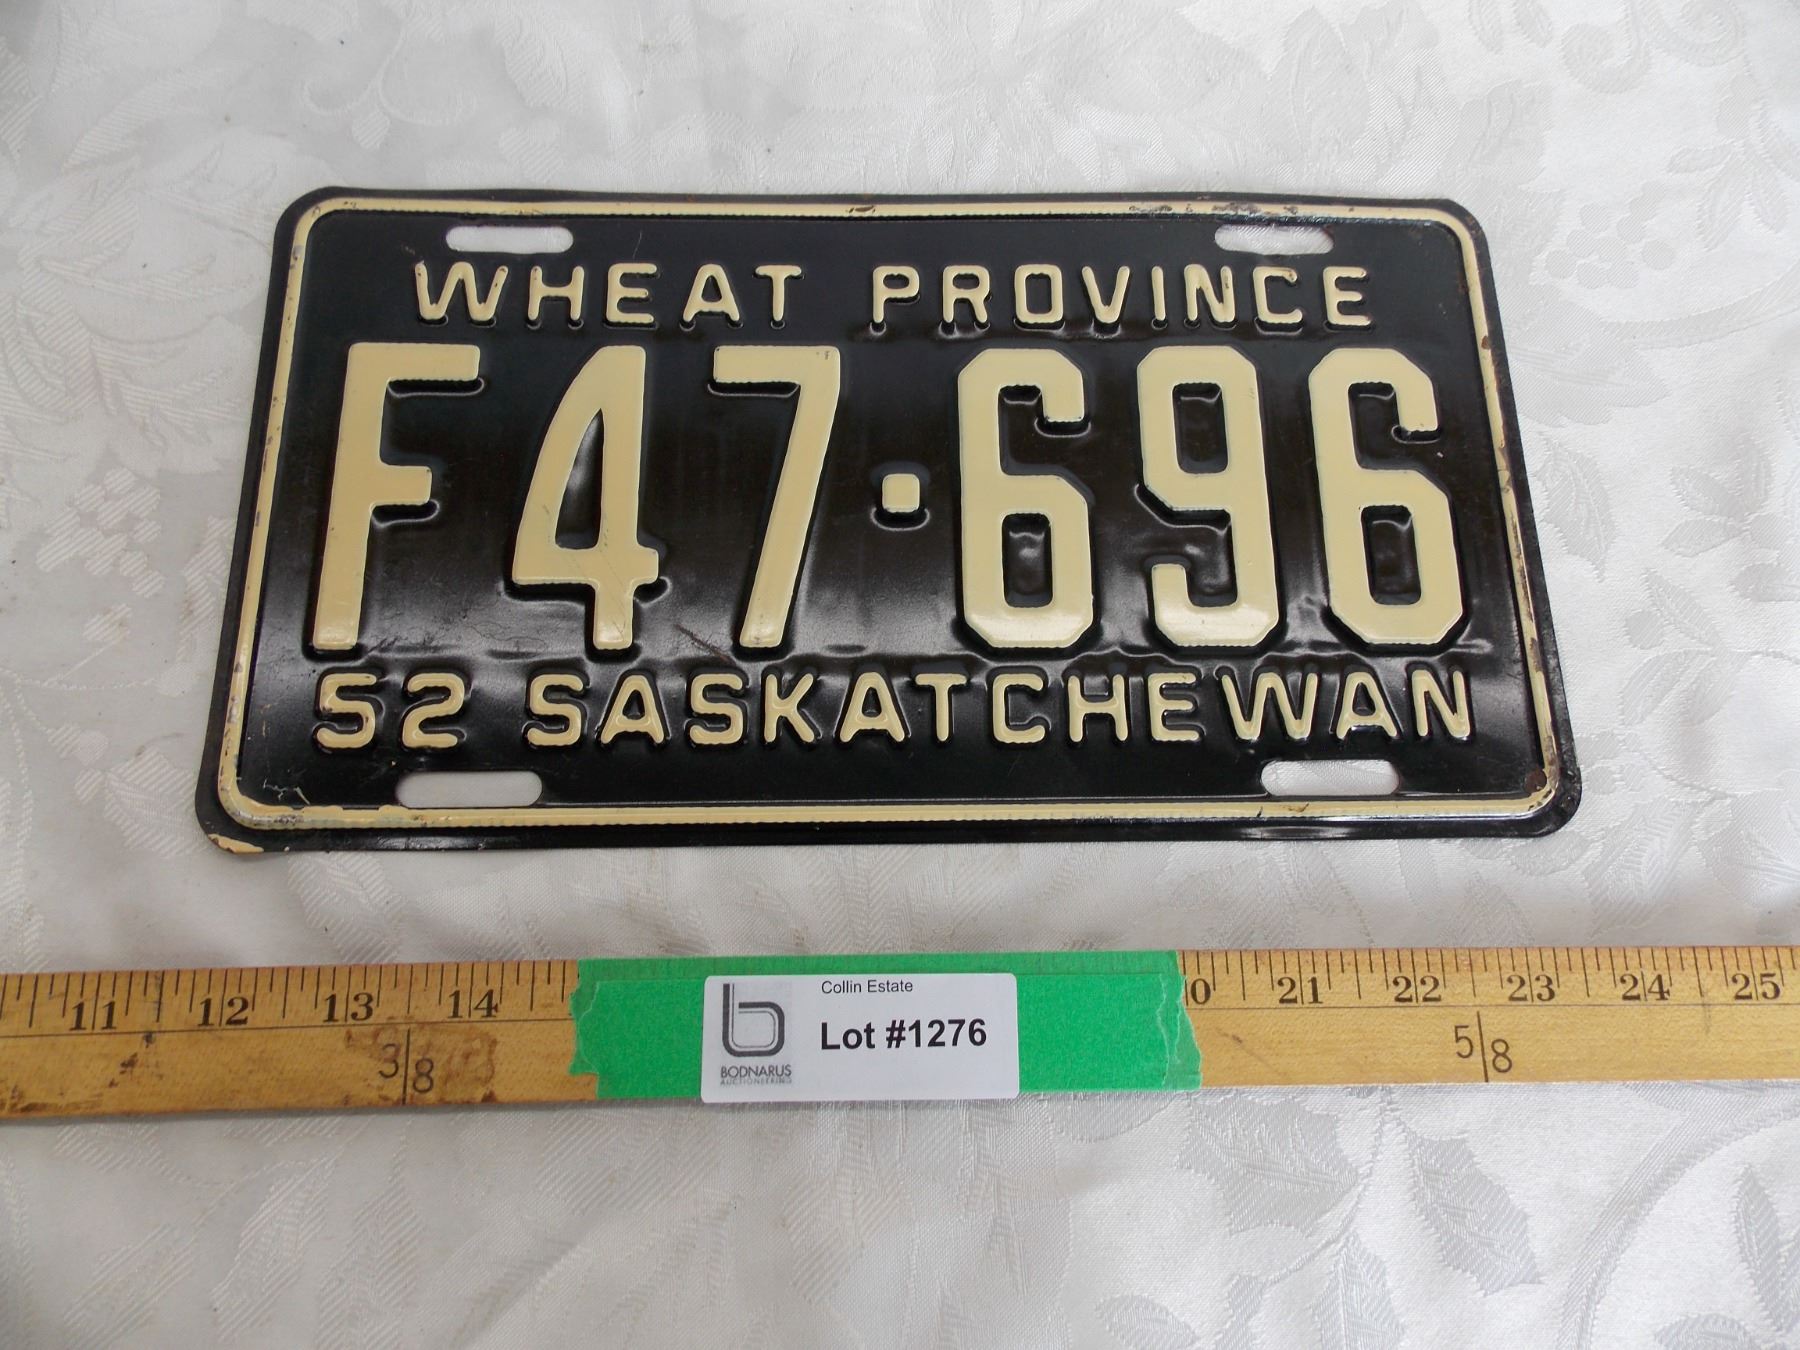 WHEAT PROVINCE
F47·696
52 SASKATCHEWAN
11 12 13 14 0 21 22 23 24 25
Collin Estate
Lot #1276
BODNARUS
AUCTIONEERING
3/8 5/8